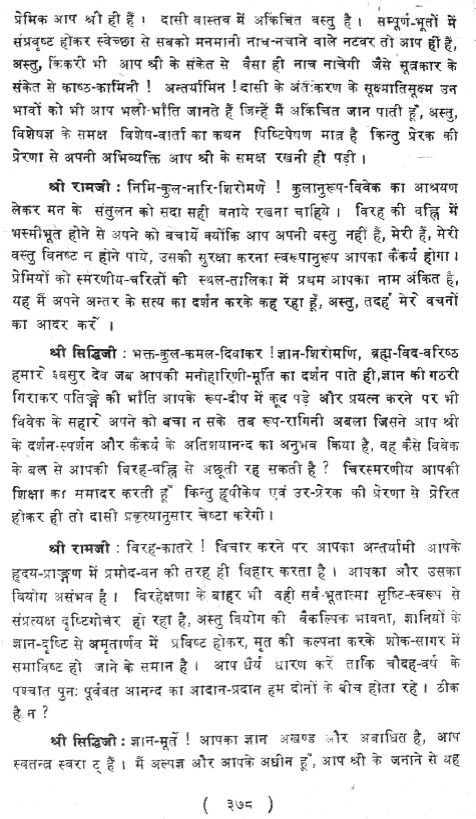 प्रेमिक आप श्री ही हैं । दासी वास्तव में अकिंचित वस्तु है । सम्पूर्ण-भूतों में
संप्रवृष्ट होकर स्वेच्छा से सबको मनमानी नाच-नचाने वाले नटवर तो आप हीं हैं,
अस्तु, किंकरी भी आप श्री के संकेत से वैसा ही नाच नाचेगी जैसे सूत्रकार के
संकेत से काष्ठ-कामिनी ! अन्तर्यामिन ! दासी के अंतःकरण के सूक्ष्मातिसूक्ष्म उन
भावों को भी आप भली-भाँति जानते हैं जिन्हें मैं अकिंचित जान पाती हूँ, अस्तु,
विशेषज्ञ के समक्ष विशेष-वार्ता का कथन पिष्टिपेषण मात्र है किन्तु प्रेरक की
प्रेरणा से अपनी अभिव्यक्ति आप श्री के समक्ष रखनी ही पड़ी ।
श्री रामजी : निमि-कुल-नारि-शिरोमणे ! कुलानुरूप-विवेक का आश्रयण
लेकर मन के संतुलन को सदा सही बनाये रखना चाहिये । विरह की वह्नि में
भस्मीभूत होने से अपने को बचायें क्योंकि आप अपनी वस्तु नहीं है, मेरी हैं, मेरी
वस्तु विनष्ट न होने पाये, उसकी सुरक्षा करना स्वरूपानुरूप आपका कैंकर्य होगा ।
प्रेमियों को स्मरणीय-चरित्रों की स्थल-तालिका में प्रथम आपका नाम अंकित है,
यह मैं अपने अन्तर के सत्य का दर्शन करके कह रहा हूँ, अस्तु, तदर्ह मेरे वचनों
का आदर करें ।
श्री सिद्धिजी : भक्त-कुल-कमल-दिवाकर ! ज्ञान-शिरोमणि, ब्रह्म-विद-वरिष्ठ
हमारे श्वसुर देव जब आपकी मनोहारिणी-मूर्ति का दर्शन पाते ही, ज्ञान की गठरी
गिराकर पतिङ्गे की भाँति आपके रूप-दीप में कूद पड़े और प्रयत्न करने पर भी
विवेक के सहारे अपने को बचा न सके तब रूप-रागिनी अबला जिसने आप श्री
के दर्शन-स्पर्शन और कैंकर्य के अतिशयानन्द का अनुभव किया है, वह कैसे विवेक
के बल से आपकी विरह-वह्नि से अछूती रह सकती है ? चिरस्मरणीय आपकी
शिक्षा का समादर करती हूँ किन्तु हृषीकेष एवं उर-प्रेरक की प्रेरणा से प्रेरित
होकर ही तो दासी प्रकृत्यानुसार चेष्टा करेगी ।
श्री रामजी : विरह-कातरे ! विचार करने पर आपका अन्तर्यामी आपके
हृदय-प्राङ्गण में प्रमोद-वन की तरह ही विहार करता है । आपका और उसका
वियोग असंभव है । विरहेक्षणा के बाहर भी वही सर्व-भूतात्मा सृष्टि-स्वरूप से
संप्रत्यक्ष दृष्टिगोचर हो रहा है, अस्तु वियोग की वैकल्पिक भावना, ज्ञानियों के
ज्ञान-दृष्टि से अमृतार्णव में प्रविष्ट होकर, मृत की कल्पना करके शोक-सागर में
समाविष्ट हो जाने के समान है । आप धैर्य धारण करें ताकि चौदह-वर्ष के
पश्चात पुनः पूर्ववत आनन्द का आदान-प्रदान हम दोनों के बीच होता रहे । ठीक
है न ?
श्री सिद्धिजी : ज्ञान-मूर्ते ! आपका ज्ञान अखण्ड और अबाधित है, आप
स्वतन्त्र स्वराट् हैं । मैं अल्पज्ञ और आपके अधीन हूँ, आप श्री के जनाने से यह
( ३७८ )